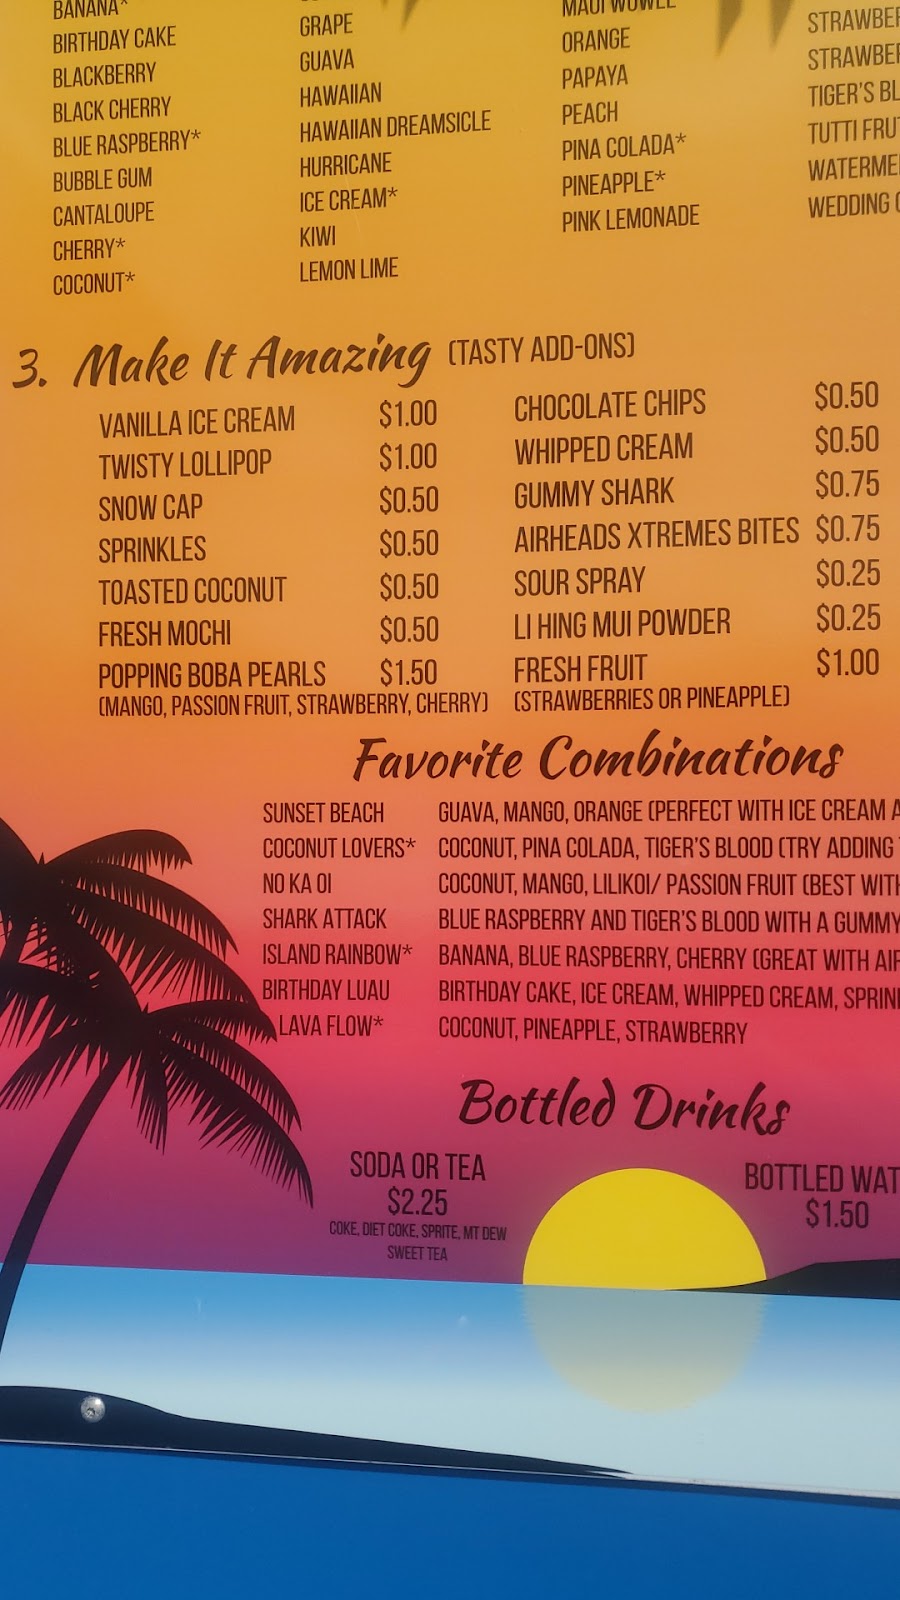 BANANA*
BIRTHDAY CAKE
BLACKBERRY
BLACK CHERRY
BLUE RASPBERRY*
BUBBLE GUM
CANTALOUPE
CHERRY*
COCONUT*
GRAPE
GUAVA
HAWAIIAN
HAWAIIAN DREAMSICLE
HURRICANE
ICE CREAM*
KIWI
LEMON LIME
MAUI WOWEE
ORANGE
PAPAYA
PEACH
PINA COLADA*
PINEAPPLE*
PINK LEMONADE
TIGER'S
TUTTI
WEDDING
3. Make It Amazing (TASTY ADD-ONS)
VANILLA ICE CREAM $1.00
TWISTY LOLLIPOP $1.00
SNOW CAP $0.50
SPRINKLES $0.50
TOASTED COCONUT $0.50
FRESH MOCHI $0.50
POPPING BOBA PEARLS $1.50
(MANGO, PASSION FRUIT, STRAWBERRY, CHERRY)
CHOCOLATE CHIPS $0.50
WHIPPED CREAM $0.50
GUMMY SHARK $0.75
AIRHEADS XTREMES BITES $0.75
SOUR SPRAY $0.25
LI HING MUI POWDER $0.25
FRESH FRUIT $1.00
(STRAWBERRIES OR PINEAPPLE)
Favorite Combinations
SUNSET BEACH GUAVA, MANGO, ORANGE (PERFECT WITH ICE CREAM
COCONUT LOVERS* COCONUT, PINA COLADA, TIGER'S BLOOD (TRY ADDING
NO KA OI COCONUT, MANGO, LILIKOI/ PASSION FRUIT (BEST WITH
SHARK ATTACK BLUE RASPBERRY AND TIGER'S BLOOD WITH A GUMMY
ISLAND RAINBOW* BANANA, BLUE RASPBERRY, CHERRY (GREAT WITH
BIRTHDAY LUAU BIRTHDAY CAKE, ICE CREAM, WHIPPED CREAM,
LAVA FLOW* COCONUT, PINEAPPLE, STRAWBERRY
Bottled Drinks
SODA OR TEA
$2.25
COKE, DIET COKE, SPRITE, MT DEW
SWEET TEA
BOTTLED
$1.50